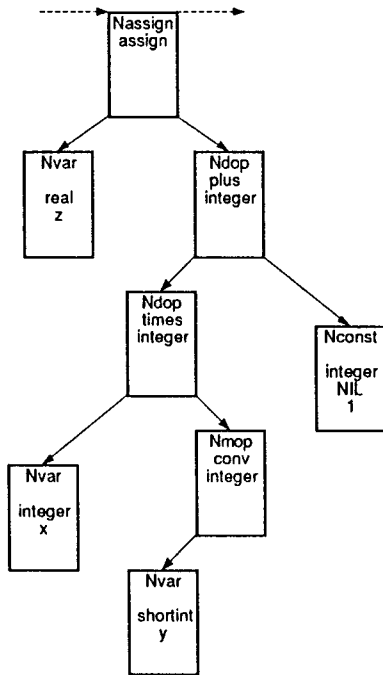 Nassign
assign
Nvar
real
z
Ndop
plus
integer
Ndop
times
integer
Nconst
integer
NIL
1
Nvar
integer
x
Nmop
conv
integer
Nvar
shortint
y